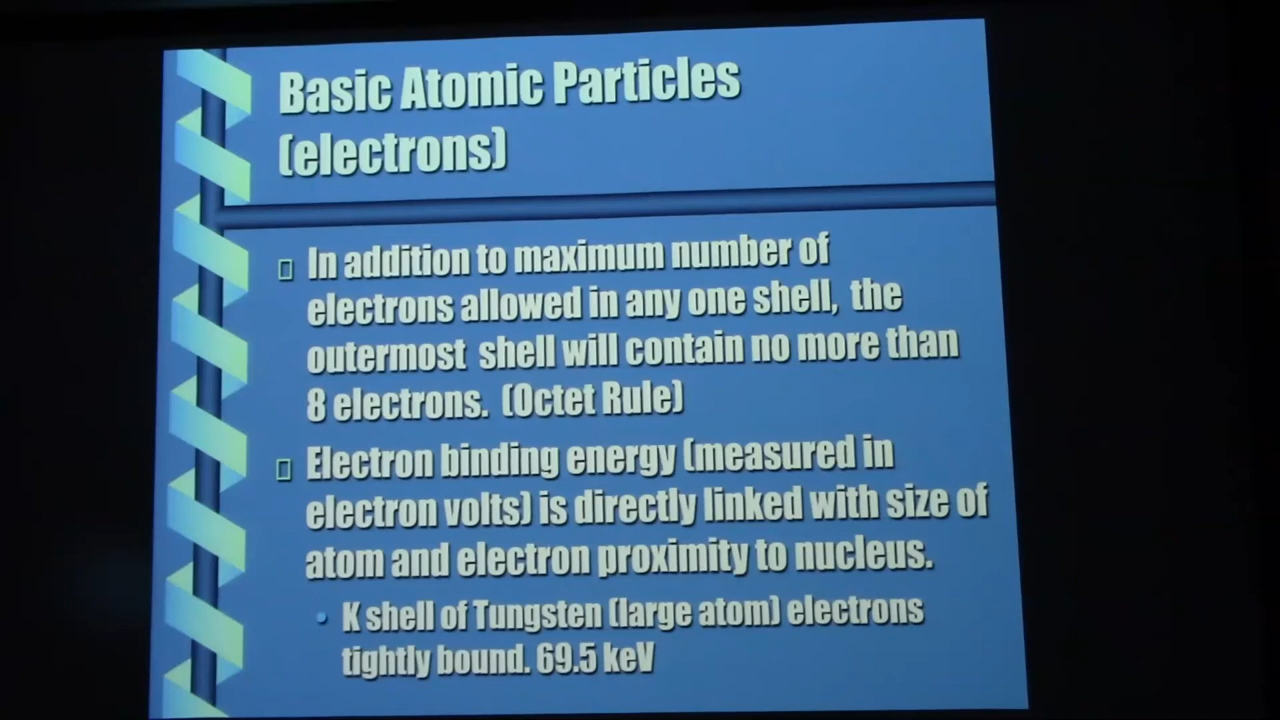 Basic Atomic Particles
(electrons)
In addition to maximum number of
electrons allowed in any one shell, the
outermost shell will contain no more than
8 electrons. (Octet Rule)
Electron binding energy (measured in
electron volts) is directly linked with size of
atom and electron proximity to nucleus.
K shell of Tungsten (large atom) electrons
tightly bound. 69.5 keV